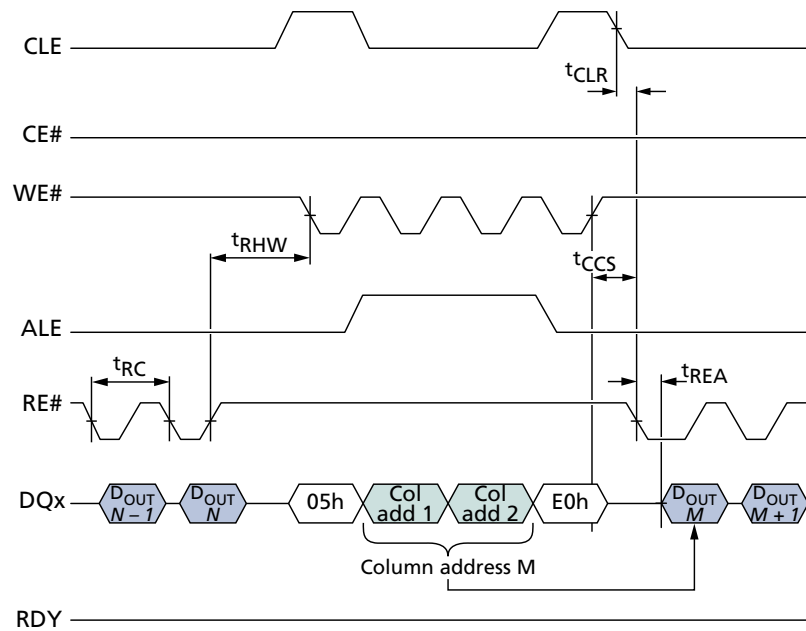 CLE
tCLR
CE#
WE#
tRHW
tCCS
ALE
tRC
tREA
RE#
DQx
DOUT
N – 1
DOUT
N
05h
Col
add 1
Col
add 2
E0h
DOUT
M
DOUT
M + 1
Column address M
RDY